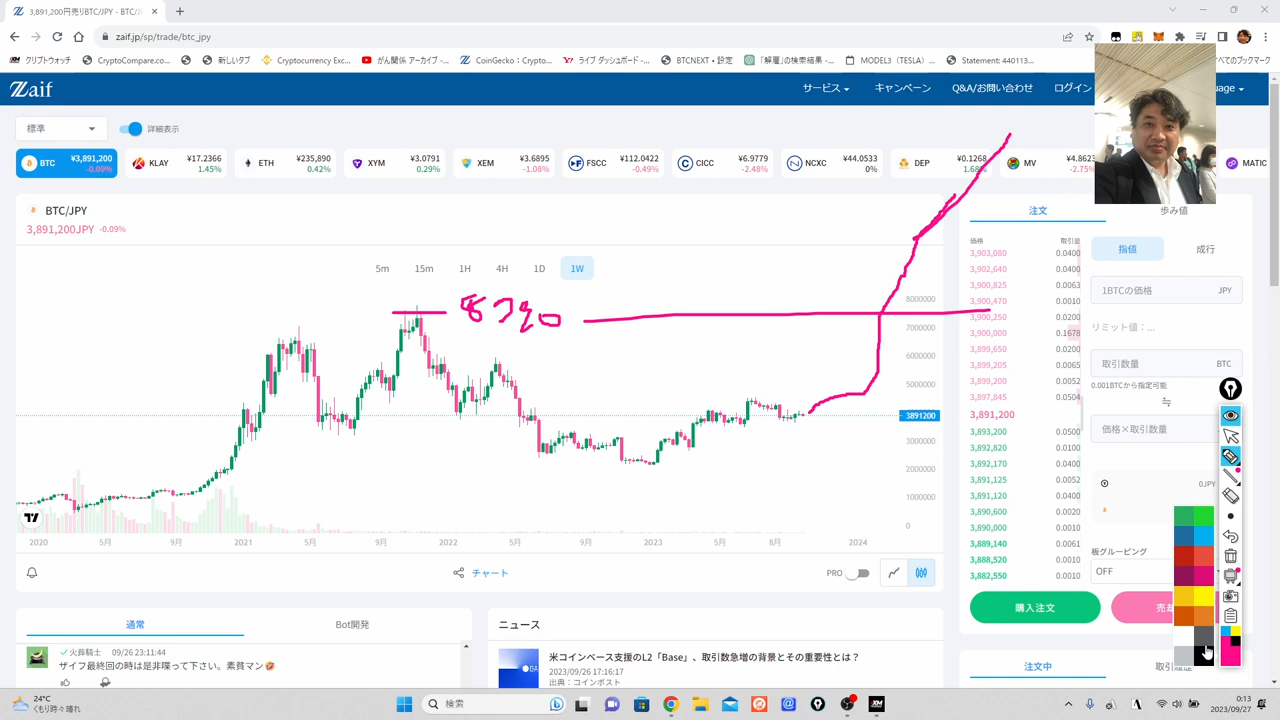 3,891,200円売りBTC/JPY - BTC/J
zaif.jp/sp/trade/btc_jpy
クリプトウォッチ CryptoCompare.co... 新しいタブ Cryptocurrency Exc... がん関係 アーカイブ -... CoinGecko：Crypto... ライブ ダッシュボード -... BTCNEXT • 設定 MODEL3（TESLA）... Statement: 440113... べてのブックマーク
Zaif サービス キャンペーン Q&A/お問い合わせ ログイン uage
標準 詳細表示
BTC ¥3,891,200 -0.09%
KLAY ¥17.2366 1.45%
ETH ¥235,890 0.42%
XYM ¥3.0791 0.29%
XEM ¥3.6895 -1.08%
FSCC ¥112.0422 -0.49%
CICC ¥6.9779 -2.48%
NCXC ¥44.0533 0%
DEP ¥0.1268 1.68%
MV ¥4.8623 -2.75%
MATIC
BTC/JPY
3,891,200JPY -0.09%
5m 15m 1H 4H 1D 1W
8000000
7000000
6000000
5000000
3891200
3000000
2000000
1000000
0
2020 5月 9月 2021 5月 9月 2022 5月 9月 2023 5月 8月 2024
チャート PRO
注文 歩み値
価格 取引量
3,903,080 0.0400
3,902,640 0.0400
3,900,825 0.0063
3,900,470 0.0010
3,900,250 0.0001
3,900,000 0.1678
3,899,650 0.0200
3,899,205 0.0065
3,899,200 0.0052
3,897,845 0.0504
3,891,200
3,893,200 0.0500
3,892,820 0.0100
3,892,170 0.0400
3,891,125 0.0052
3,891,120 0.0400
3,890,600 0.0020
3,890,000 0.0010
3,889,140 0.0061
3,888,520 0.0010
3,882,550 0.0010
指値 成行
1BTCの価格 JPY
リミット値：...
取引数量 BTC
0.001BTCから指定可能
価格×取引数量
0JPY
板グルーピング
OFF
購入注文 売却
注文中 取引履歴
通常 Bot開発
火葬騎士 09/26 23:11:44
ザイフ最終回の時は是非喋って下さい。素質マン🤣
ニュース
米コインベース支援のL2「Base」、取引数急増の背景とその重要性とは？
2023/09/26 17:16:17
出典：コインポスト
24°C
くもり時々晴れ
検索
0:13
2023/09/27